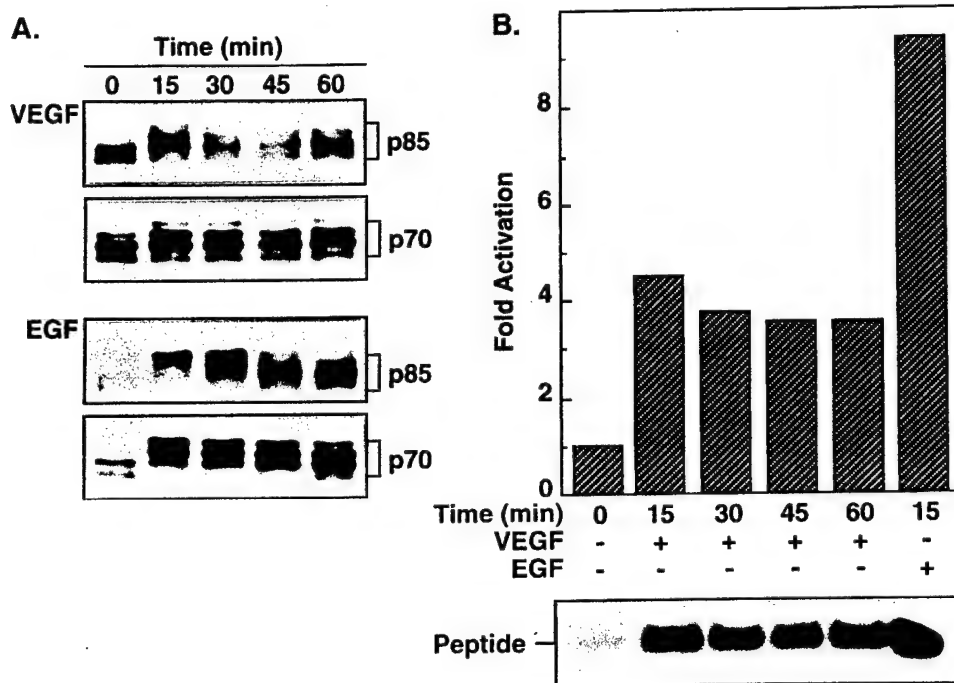 A.
Time (min)
0 15 30 45 60
VEGF
p85
p70
EGF
p85
p70
B.
Fold Activation
8
6
4
2
0
Time (min) 0 15 30 45 60 15
VEGF - + + + + -
EGF - - - - - +
Peptide